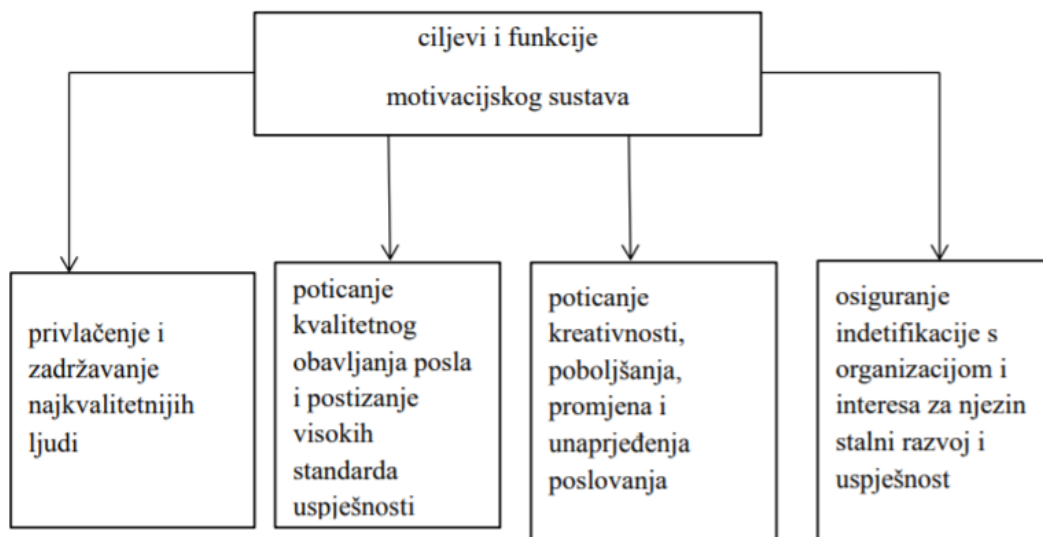 ciljevi i funkcije
motivacijskog sustava
privlačenje i
zadržavanje
najkvalitetnijih
ljudi
poticanje
kvalitetnog
obavljanja posla
i postizanje
visokih
standarda
uspješnosti
poticanje
kreativnosti,
poboljšanja,
promjena i
unaprjeđenja
poslovanja
osiguranje
indetifikacije s
organizacijom i
interesa za njezin
stalni razvoj i
uspješnost